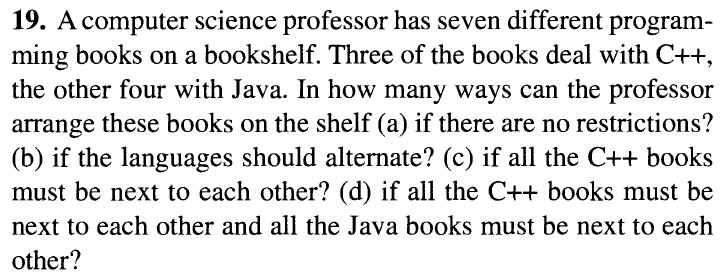 19. A computer science professor has seven different program-
ming books on a bookshelf. Three of the books deal with C++,
the other four with Java. In how many ways can the professor
arrange these books on the shelf (a) if there are no restrictions?
(b) if the languages should alternate? (c) if all the C++ books
must be next to each other? (d) if all the C++ books must be
next to each other and all the Java books must be next to each
other?